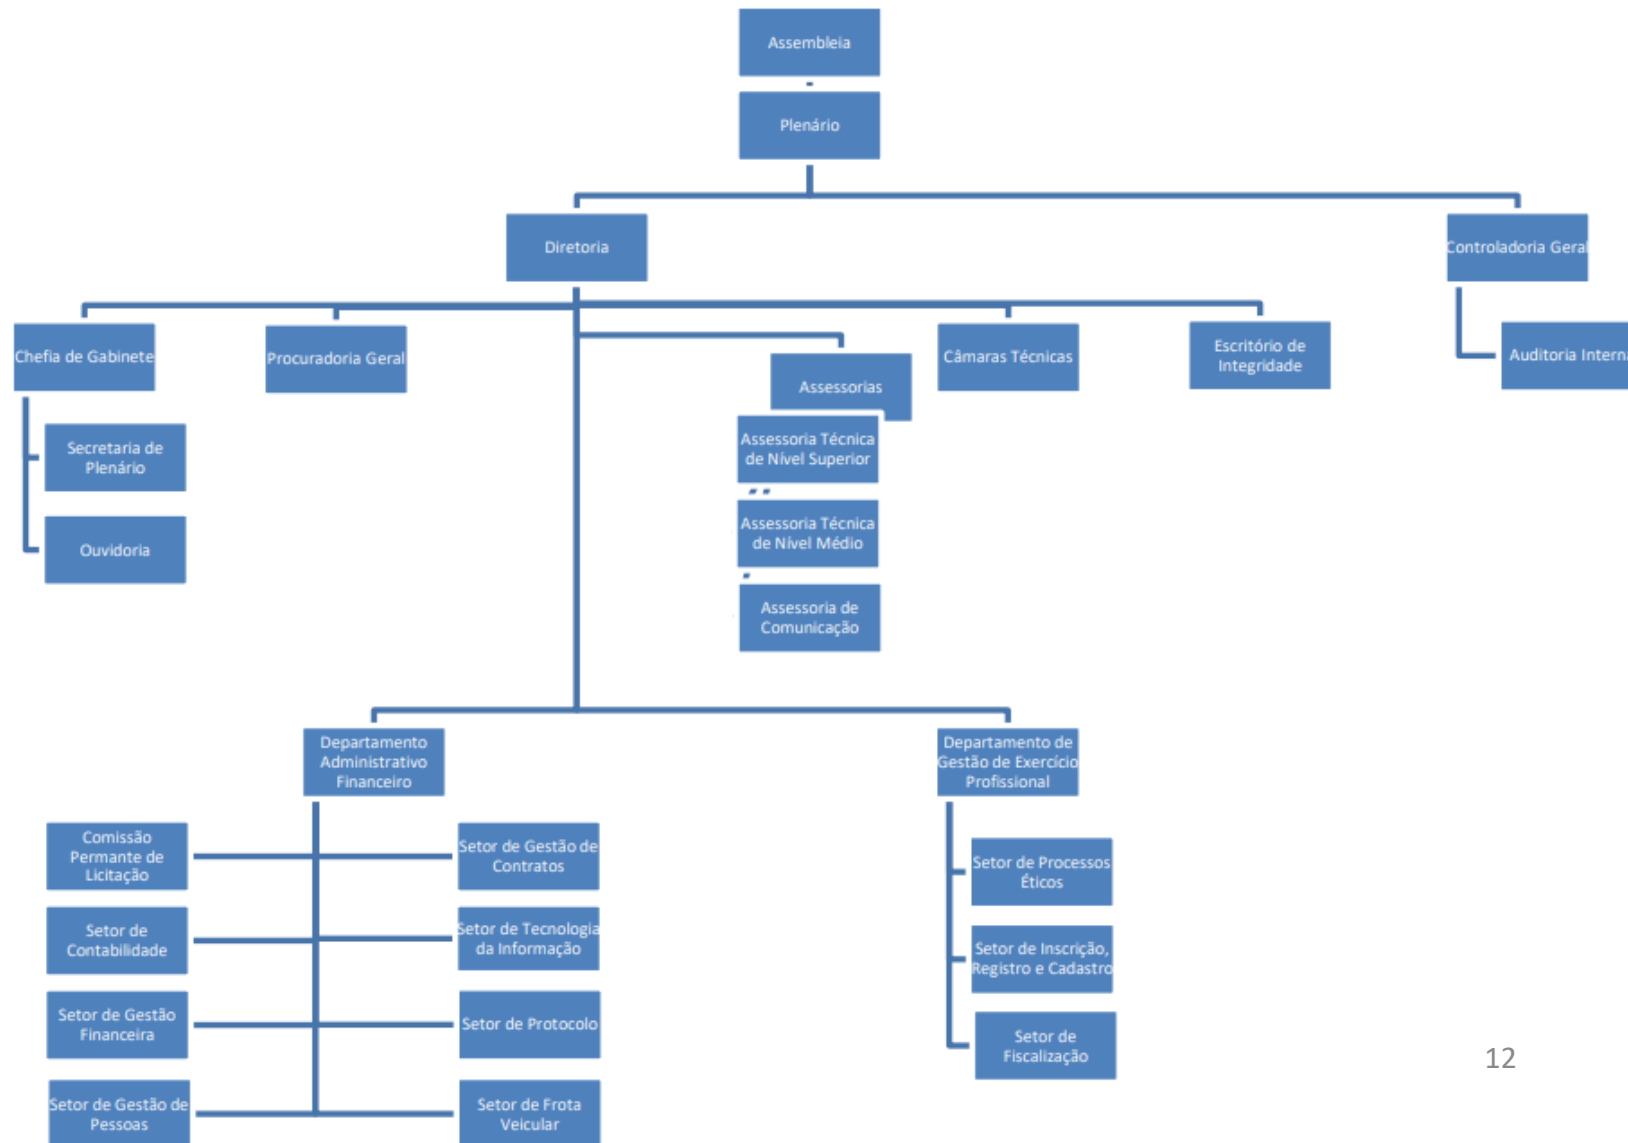 Assembleia
Plenário
Diretoria
Controladoria Geral
Chefia de Gabinete
Procuradoria Geral
Assessorias
Câmaras Técnicas
Escritório de
Integridade
Auditoria Interna
Secretaria de
Plenário
Ouvidoria
Assessoria Técnica
de Nível Superior
Assessoria Técnica
de Nível Médio
Assessoria de
Comunicação
Departamento
Administrativo
Financeiro
Departamento de
Gestão de Exercício
Profissional
Comissão
Permante de
Licitação
Setor de Gestão de
Contratos
Setor de
Contabilidade
Setor de Tecnologia
da Informação
Setor de Gestão
Financeira
Setor de Protocolo
Setor de Gestão de
Pessoas
Setor de Frota
Veicular
Setor de Processos
Éticos
Setor de Inscrição,
Registro e Cadastro
Setor de
Fiscalização
12